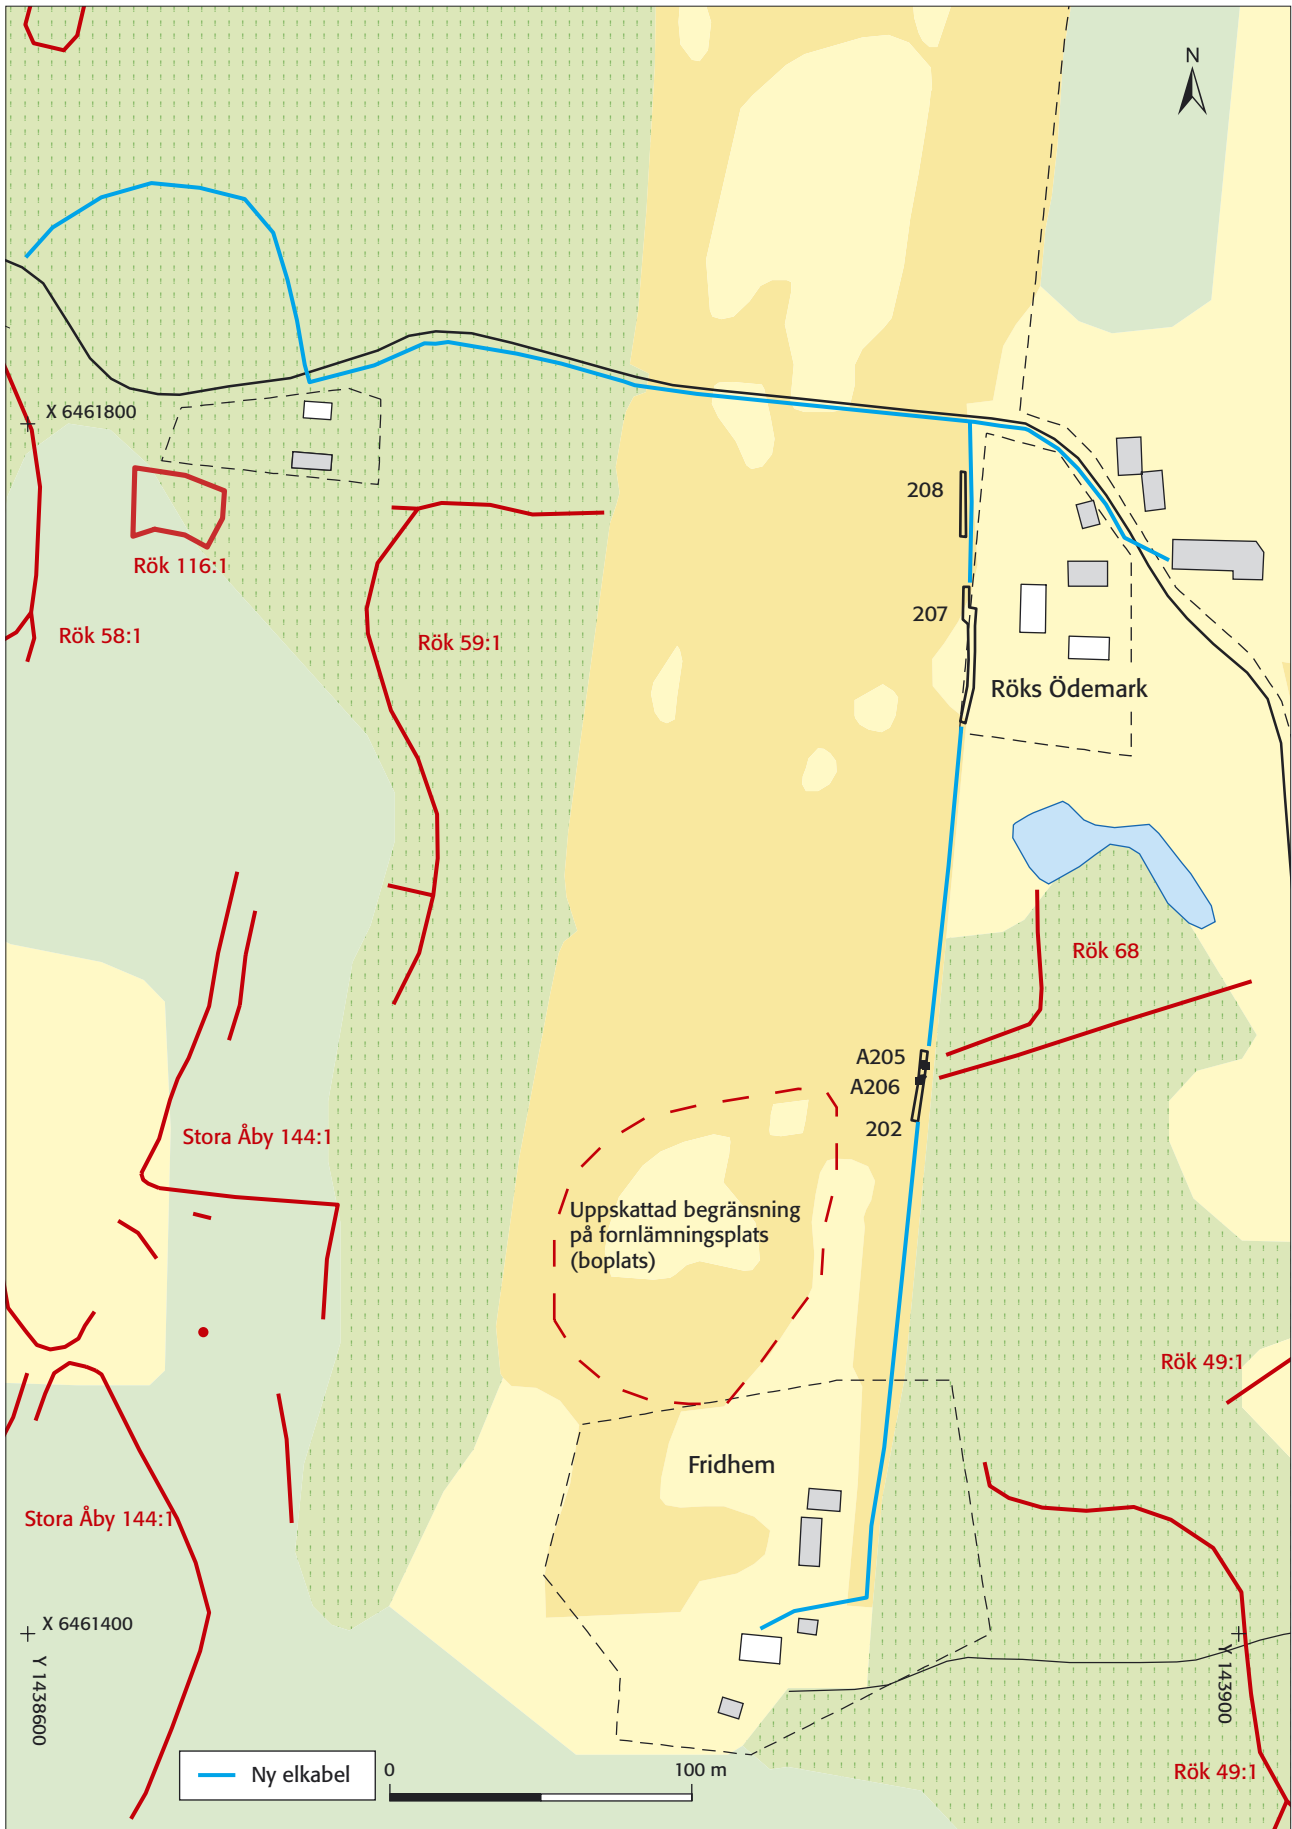 N
X 6461800
208
Rök 116:1
207
Rök 58:1
Rök 59:1
Röks Ödemark
Rök 68
A205
A206
202
Stora Åby 144:1
Uppskattad begränsning
på fornlämningsplats
(boplats)
Rök 49:1
Fridhem
Stora Åby 144:1
X 6461400
Y 1438600
Y 143900
Ny elkabel
0
100 m
Rök 49:1